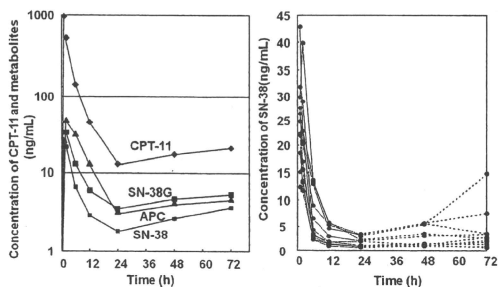 Concentration of CPT-11 and metabolites
(ng/mL)
1000
100
10
1
CPT-11
SN-38G
APC
SN-38
0 12 24 36 48 60 72
Time (h)
Concentration of SN-38(ng/mL)
45
40
35
30
25
20
15
10
5
0
0 12 24 36 48 60 70
Time (h)